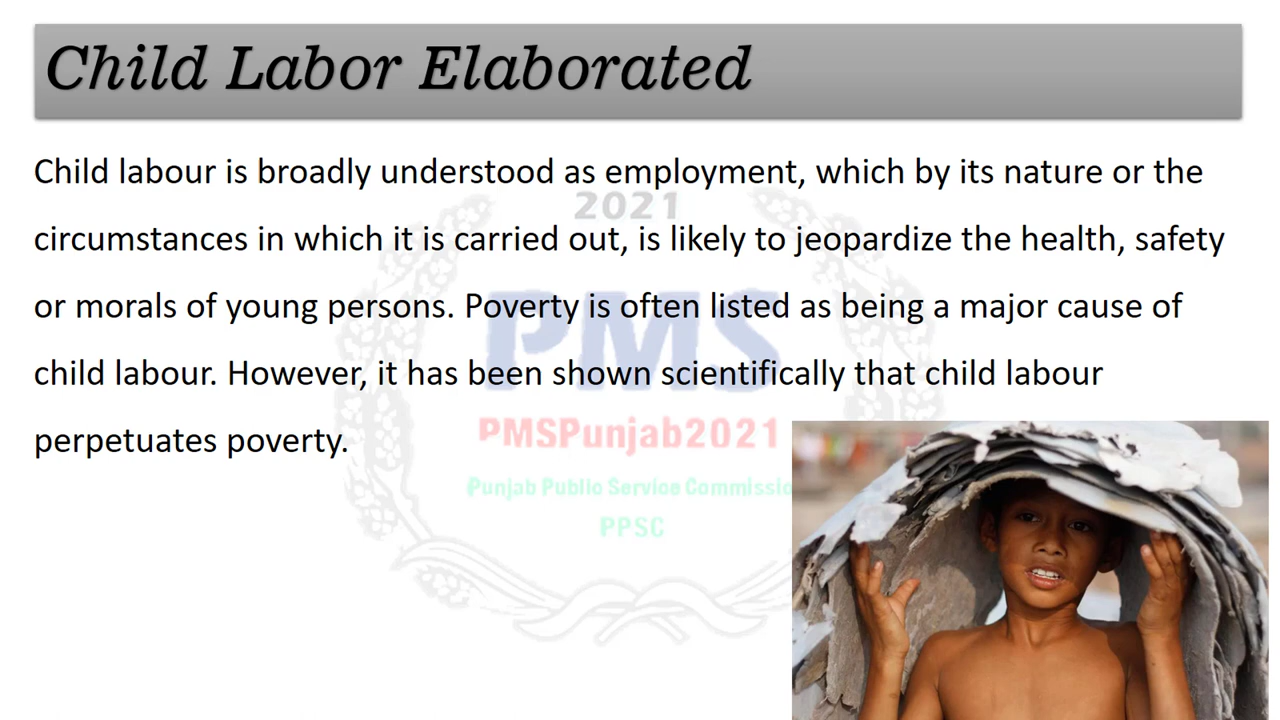 Child Labor Elaborated
Child labour is broadly understood as employment, which by its nature or the
2021
circumstances in which it is carried out, is likely to jeopardize the health, safety
or morals of young persons. Poverty is often listed as being a major cause of
PMS
child labour. However, it has been shown scientifically that child labour
perpetuates poverty.
PMSPunjab2021
Punjab Public Service Commissio
PPSC